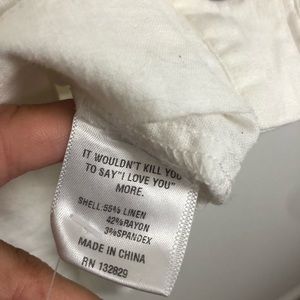 IT WOULDN'T KILL YOU
TO SAY "I LOVE YOU"
MORE.
SHELL: 55% LINEN
42% RAYON
3% SPANDEX
MADE IN CHINA
RN 132829